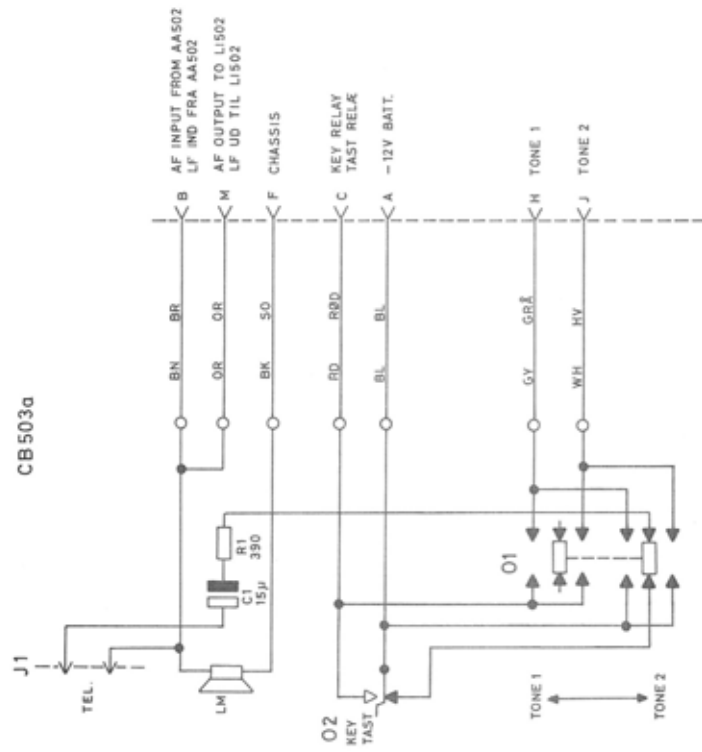 CB503a
J1
TEL.
LM
C1
15µ
R1
390
BN BR
OR OR
BK SO
RD RØD
BL BL
GY GRÅ
WH HV
B AF INPUT FROM AA502
LF IND FRA AA502
M AF OUTPUT TO LI502
LF UD TIL LI502
F CHASSIS
C KEY RELAY
TAST RELÆ
A -12V BATT.
H TONE 1
J TONE 2
O2
KEY
TAST
O1
TONE 1
TONE 2